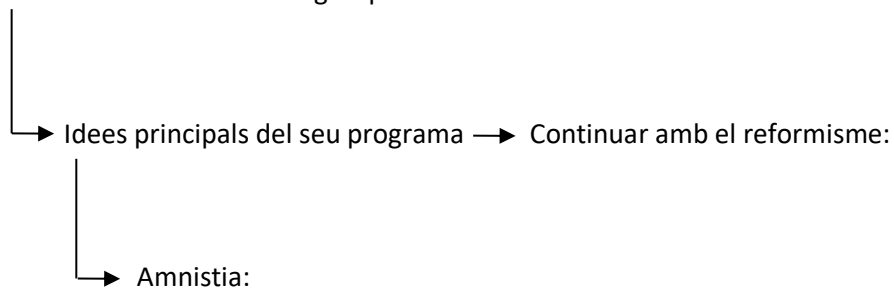 Idees principals del seu programa Continuar amb el reformisme:
Amnistia: